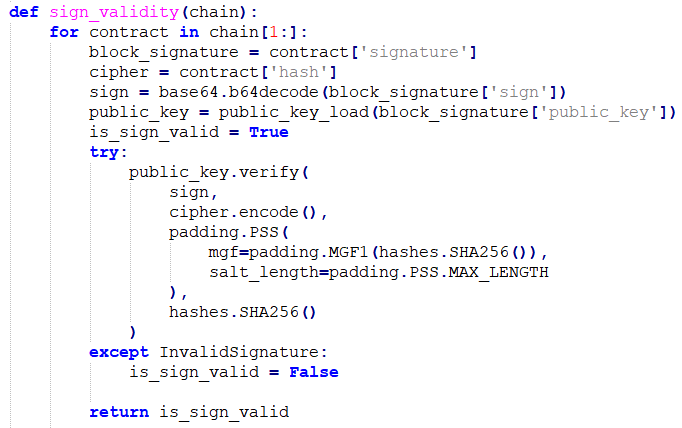 def sign_validity(chain):
    for contract in chain[1:]:
        block_signature = contract['signature']
        cipher = contract['hash']
        sign = base64.b64decode(block_signature['sign'])
        public_key = public_key_load(block_signature['public_key'])
        is_sign_valid = True
        try:
            public_key.verify(
                sign,
                cipher.encode(),
                padding.PSS(
                    mgf=padding.MGF1(hashes.SHA256()),
                    salt_length=padding.PSS.MAX_LENGTH
                ),
                hashes.SHA256()
            )
        except InvalidSignature:
            is_sign_valid = False

        return is_sign_valid